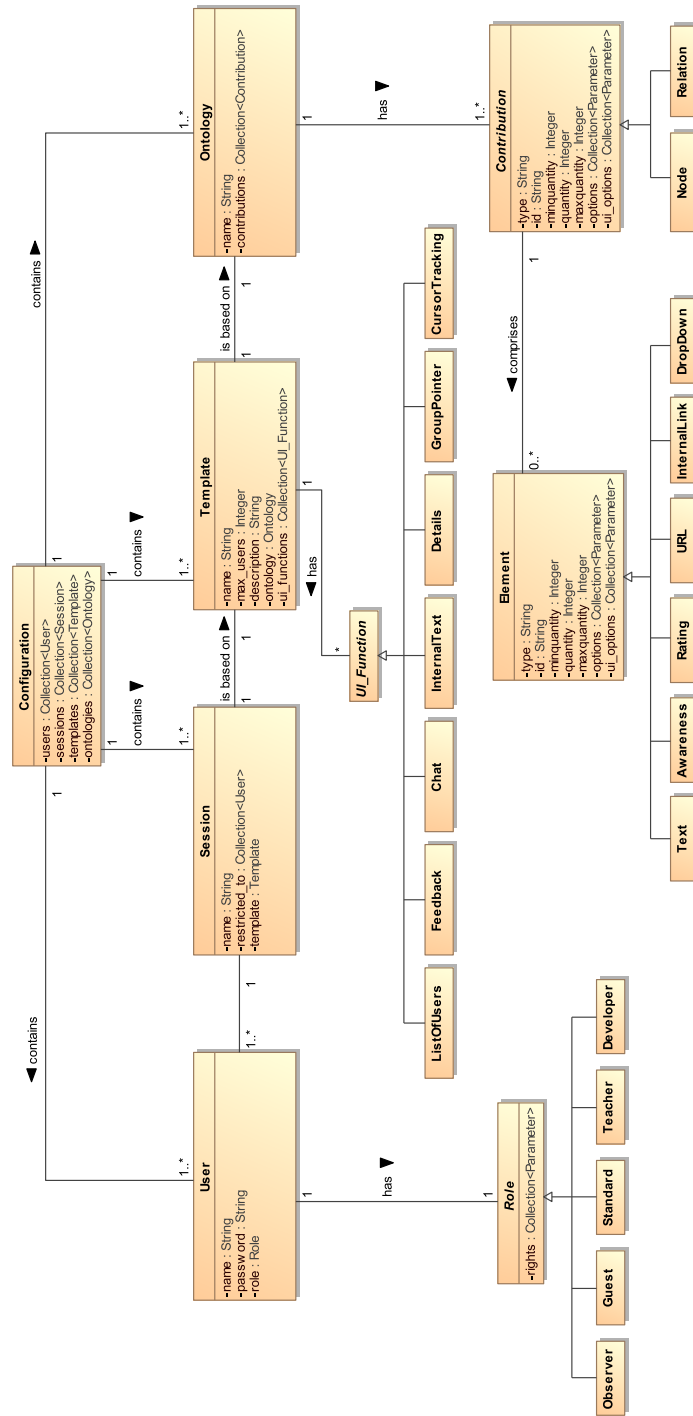 Configuration
-users : Collection<User>
-sessions : Collection<Session>
-templates : Collection<Template>
-ontologies : Collection<Ontology>
1
1
1
1
contains
contains
contains
contains
1..*
1..*
1..*
1..*
User
-name : String
-password : String
-role : Role
1..*
1
Session
-name : String
-restricted_to : Collection<User>
-template : Template
1
is based on
1
Template
-name : String
-max_users : Integer
-description : String
-ontology : Ontology
-ui_functions : Collection<UI_Function>
1
is based on
1
Ontology
-name : String
-contributions : Collection<Contribution>
1
has
1
1
has
*
1
has
1..*
UI_Function
ListOfUsers
Feedback
Chat
InternalText
Details
GroupPointer
CursorTracking
Role
-rights : Collection<Parameter>
Observer
Guest
Standard
Teacher
Developer
Element
-type : String
-id : String
-minquantity : Integer
-quantity : Integer
-maxquantity : Integer
-options : Collection<Parameter>
-ui_options : Collection<Parameter>
0..*
comprises
1
Contribution
-type : String
-id : String
-minquantity : Integer
-quantity : Integer
-maxquantity : Integer
-options : Collection<Parameter>
-ui_options : Collection<Parameter>
Text
Awareness
Rating
URL
InternalLink
DropDown
Node
Relation